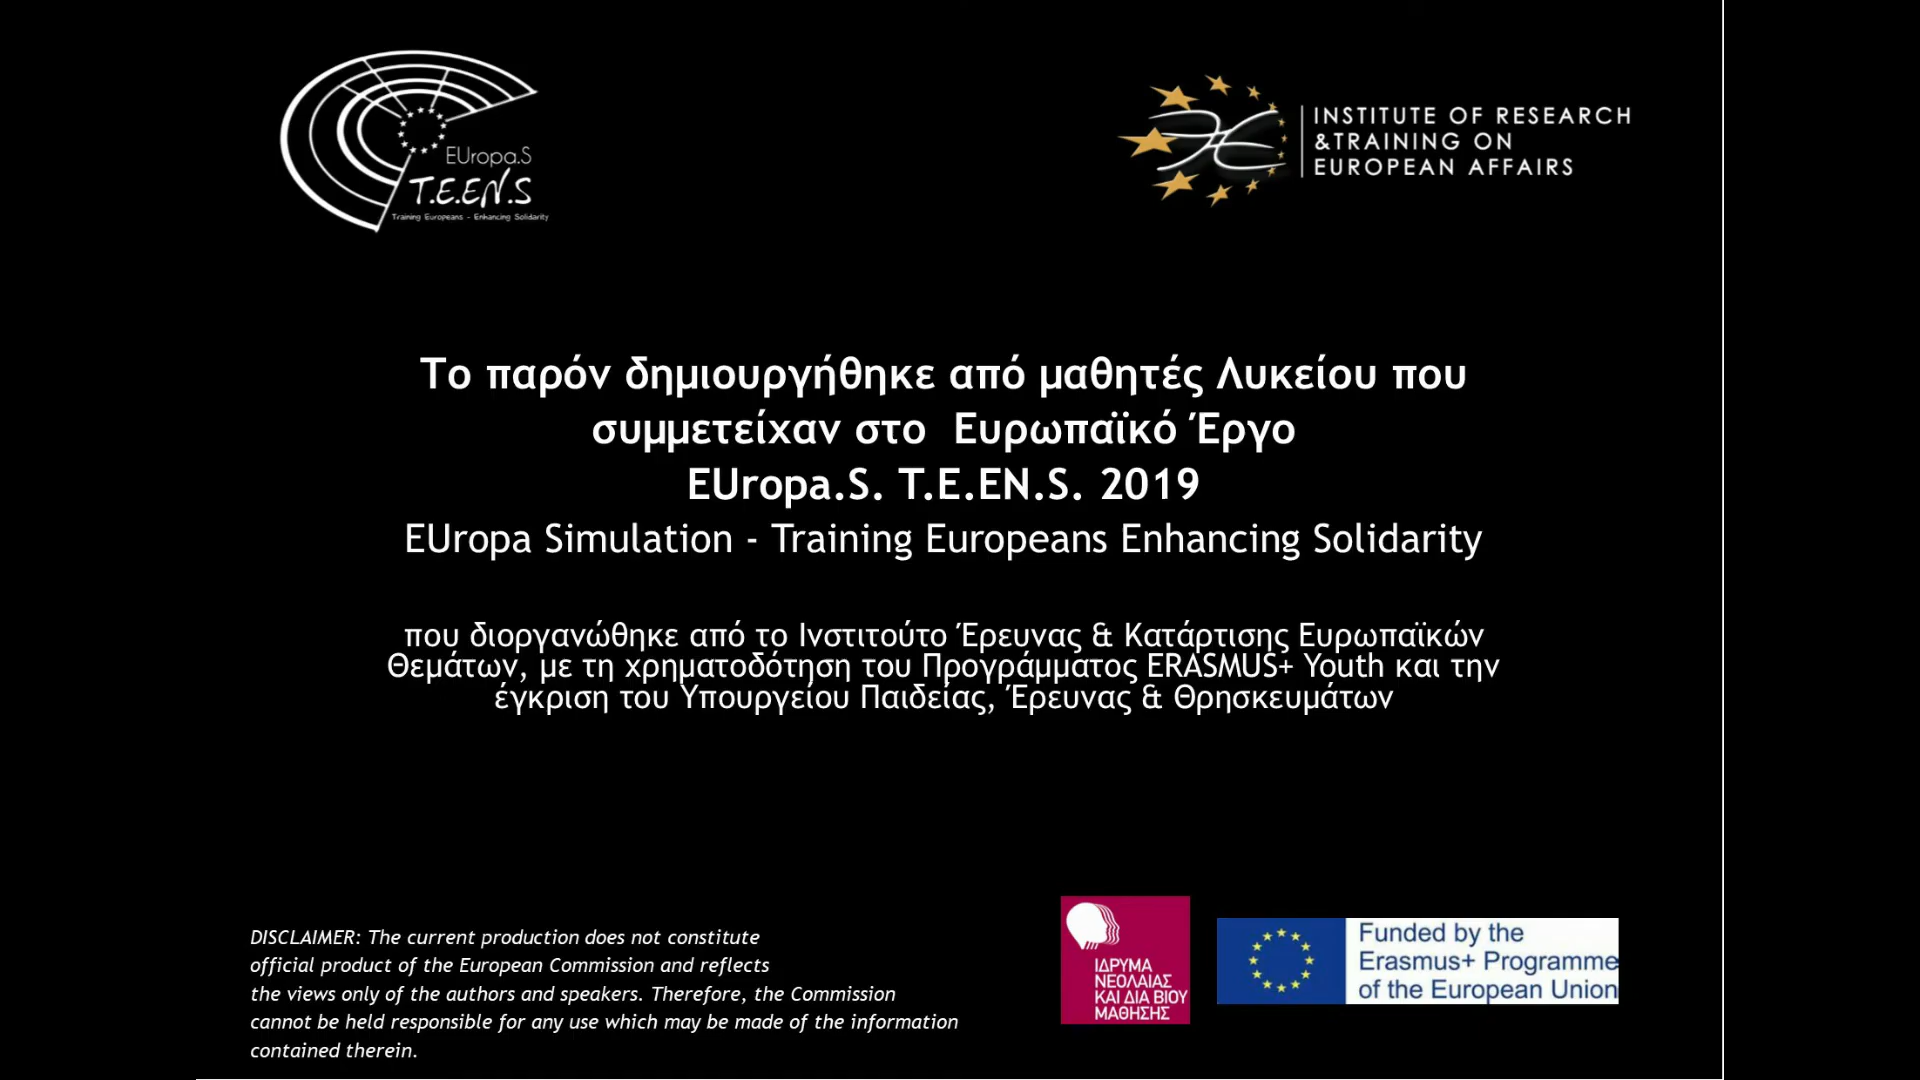 EUropa.S
T.E.EN.S
Training Europeans - Enhancing Solidarity
INSTITUTE OF RESEARCH
&TRAINING ON
EUROPEAN AFFAIRS
Το παρόν δημιουργήθηκε από μαθητές Λυκείου που
συμμετείχαν στο  Ευρωπαϊκό Έργο
EUropa.S. T.E.EN.S. 2019
EUropa Simulation - Training Europeans Enhancing Solidarity
που διοργανώθηκε από το Ινστιτούτο Έρευνας & Κατάρτισης Ευρωπαϊκών
Θεμάτων, με τη χρηματοδότηση του Προγράμματος ERASMUS+ Youth και την
έγκριση του Υπουργείου Παιδείας, Έρευνας & Θρησκευμάτων
DISCLAIMER: The current production does not constitute
official product of the European Commission and reflects
the views only of the authors and speakers. Therefore, the Commission
cannot be held responsible for any use which may be made of the information
contained therein.
ΙΔΡΥΜΑ
ΝΕΟΛΑΙΑΣ
ΚΑΙ ΔΙΑ ΒΙΟΥ
ΜΑΘΗΣΗΣ
Funded by the
Erasmus+ Programme
of the European Union